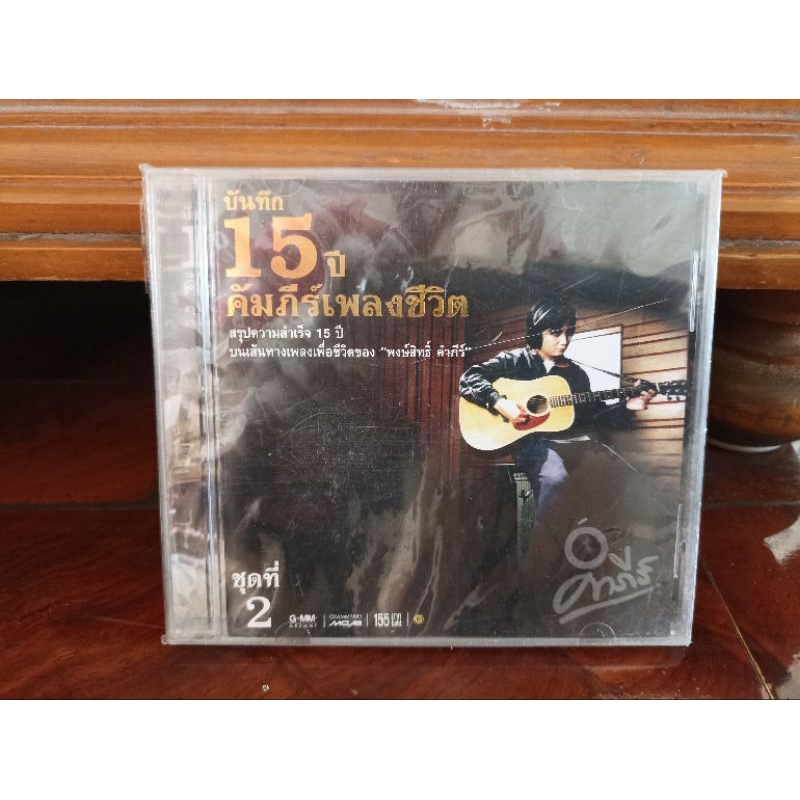 บันทึก
15 ปี
คัมภีร์เพลงชีวิต
สรุปความสำเร็จ 15 ปี
บนเส้นทางเพลงเพื่อชีวิตของ "พงษ์สิทธิ์ คำภีร์"
คำภีร์
ชุดที่
2
G-MM
155